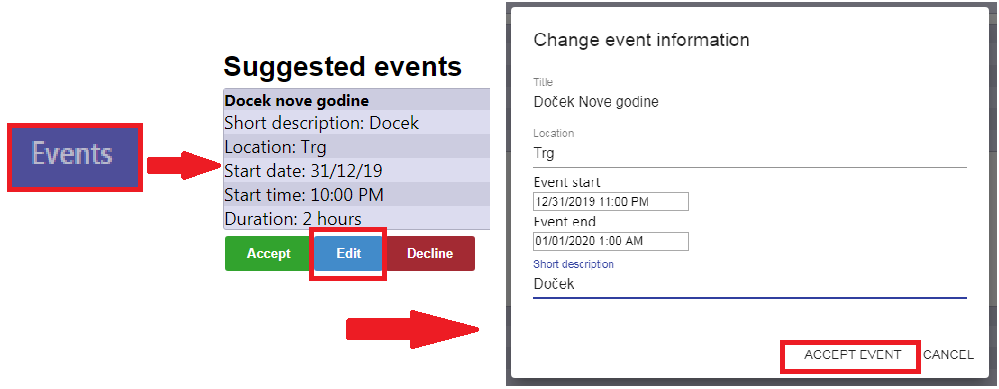 Events
Suggested events
Docek nove godine
Short description: Docek
Location: Trg
Start date: 31/12/19
Start time: 10:00 PM
Duration: 2 hours
Accept Edit Decline
Change event information
Title
Doček Nove godine
Location
Trg
Event start
12/31/2019 11:00 PM
Event end
01/01/2020 1:00 AM
Short description
Doček
ACCEPT EVENT CANCEL